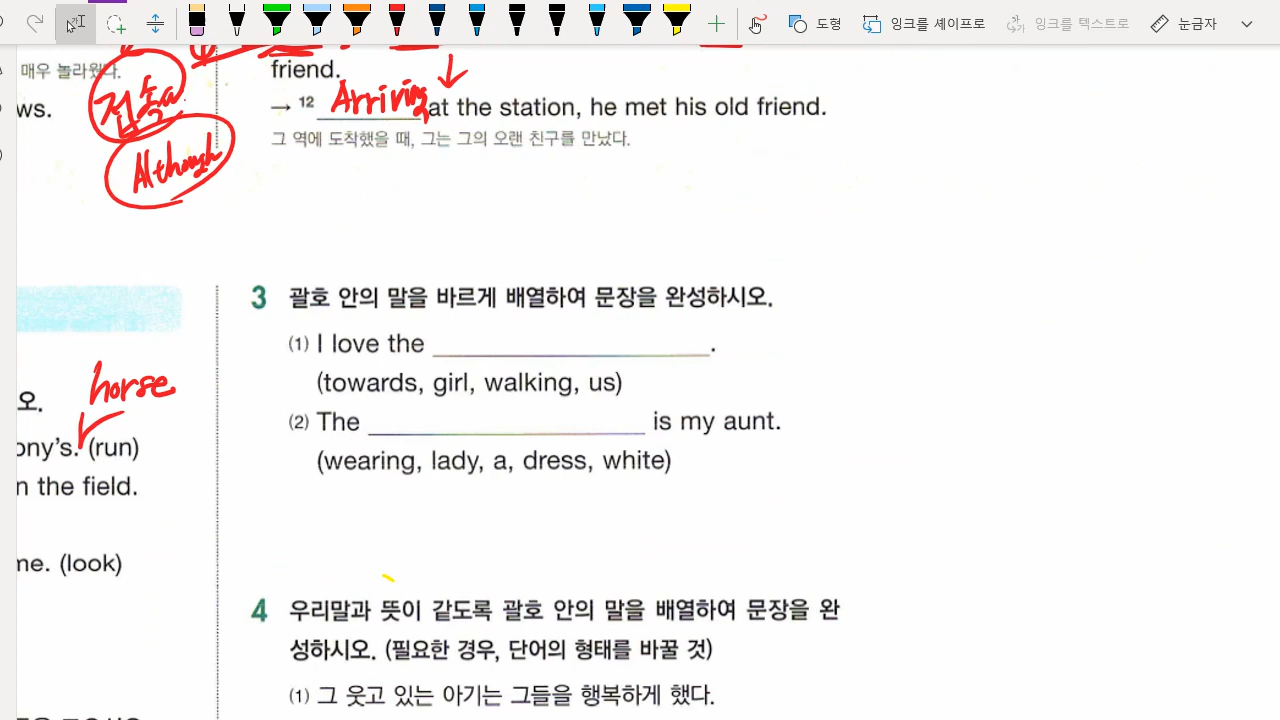 도형
잉크를 셰이프로
잉크를 텍스트로
눈금자
매우 놀라웠다.
ws.
접속사
Although
friend.
→ 12 Arriving at the station, he met his old friend.
그 역에 도착했을 때, 그는 그의 오랜 친구를 만났다.
horse
오.
ony's. (run)
n the field.
me. (look)
3 괄호 안의 말을 바르게 배열하여 문장을 완성하시오.
(1) I love the ______________________.
(towards, girl, walking, us)
(2) The ______________________ is my aunt.
(wearing, lady, a, dress, white)
4 우리말과 뜻이 같도록 괄호 안의 말을 배열하여 문장을 완
성하시오. (필요한 경우, 단어의 형태를 바꿀 것)
(1) 그 웃고 있는 아기는 그들을 행복하게 했다.